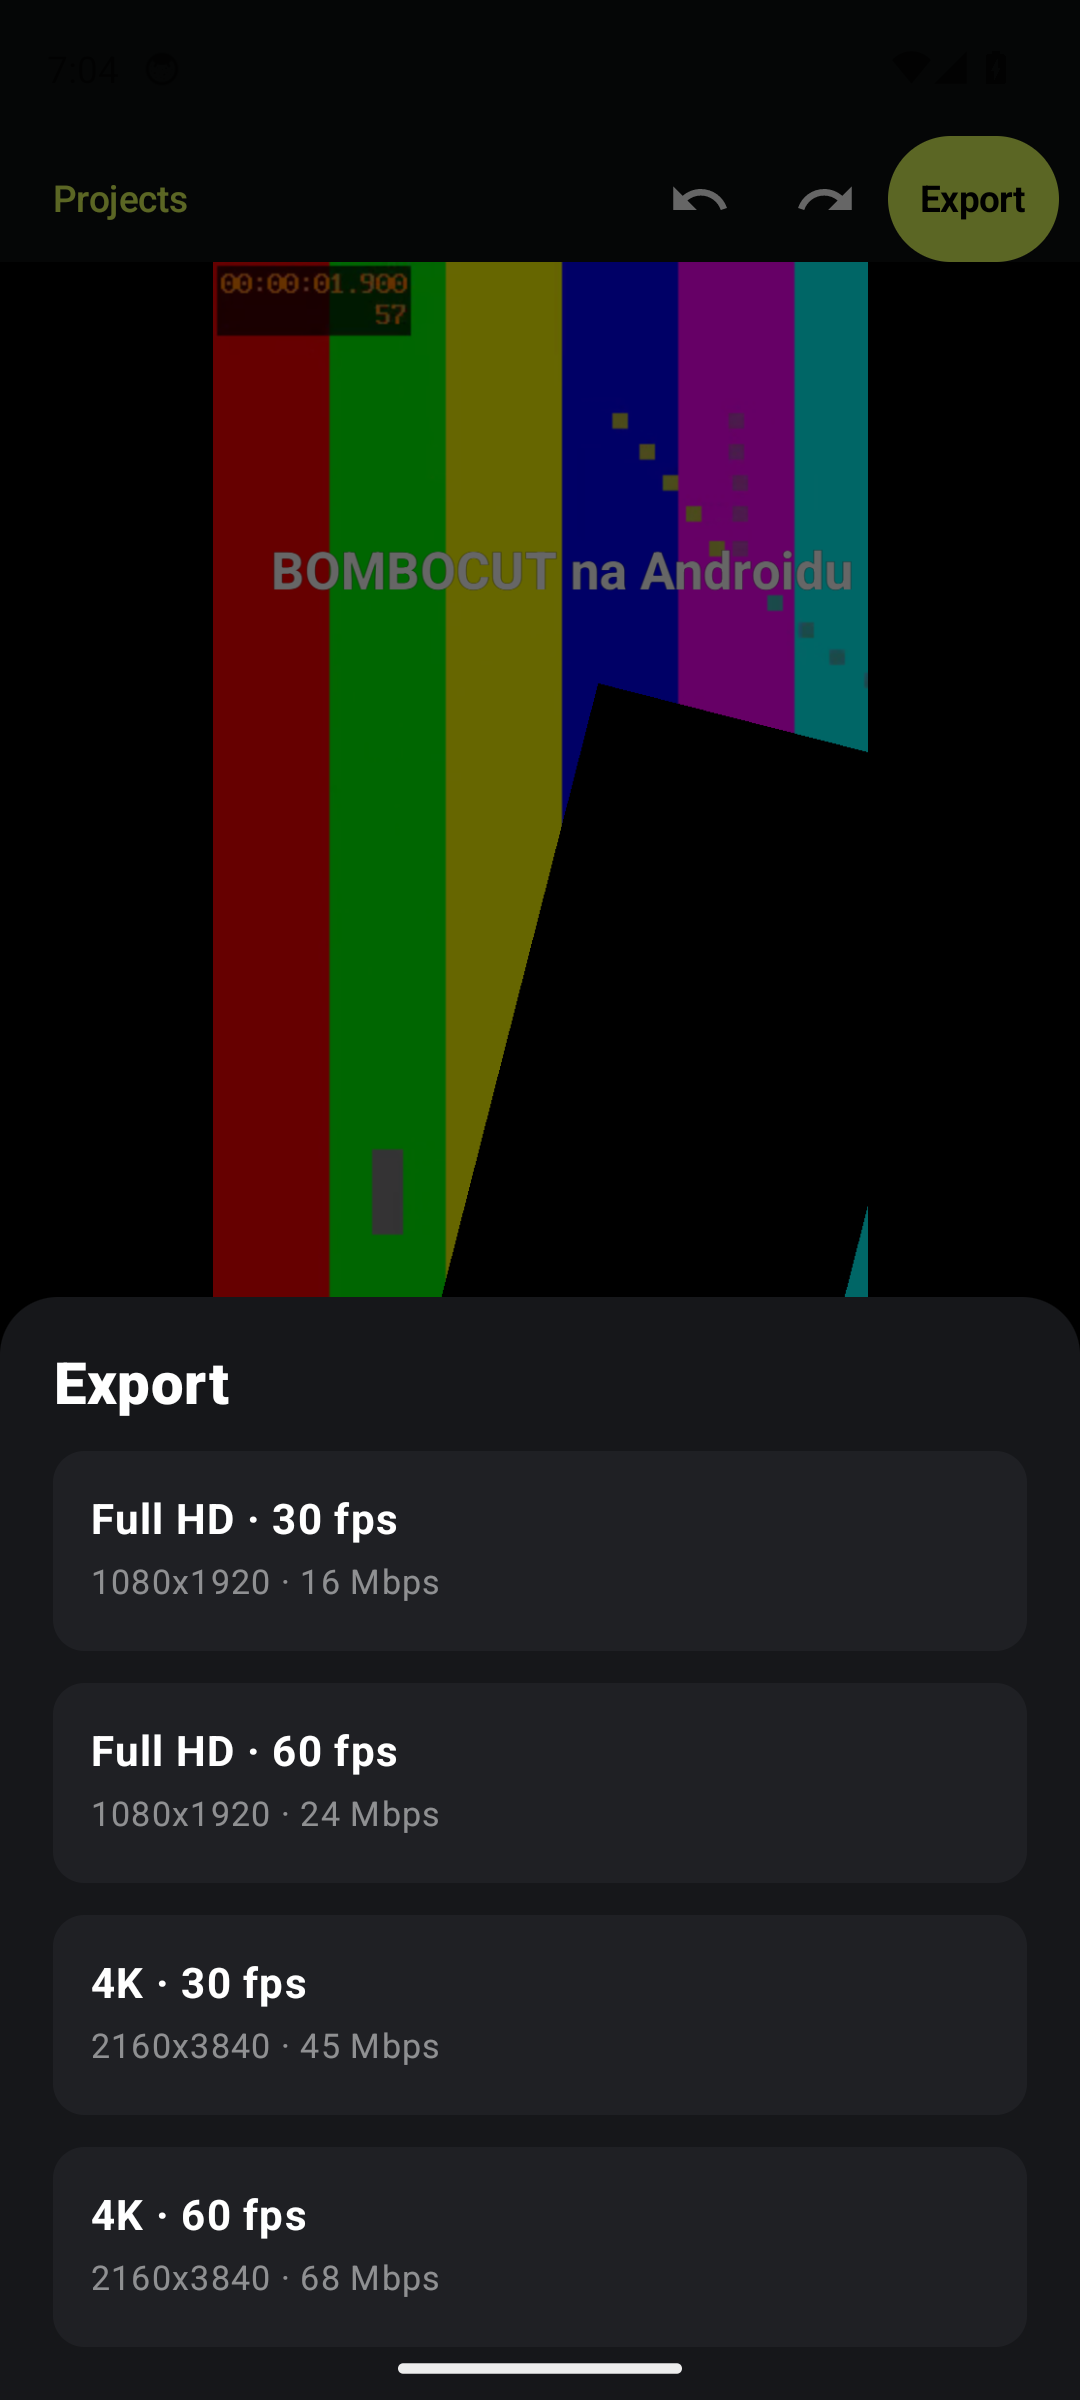 7:04
Projects
Export
00:00:01.900
57
BOMBOCUT na Androidu
Export
Full HD · 30 fps
1080x1920 · 16 Mbps
Full HD · 60 fps
1080x1920 · 24 Mbps
4K · 30 fps
2160x3840 · 45 Mbps
4K · 60 fps
2160x3840 · 68 Mbps